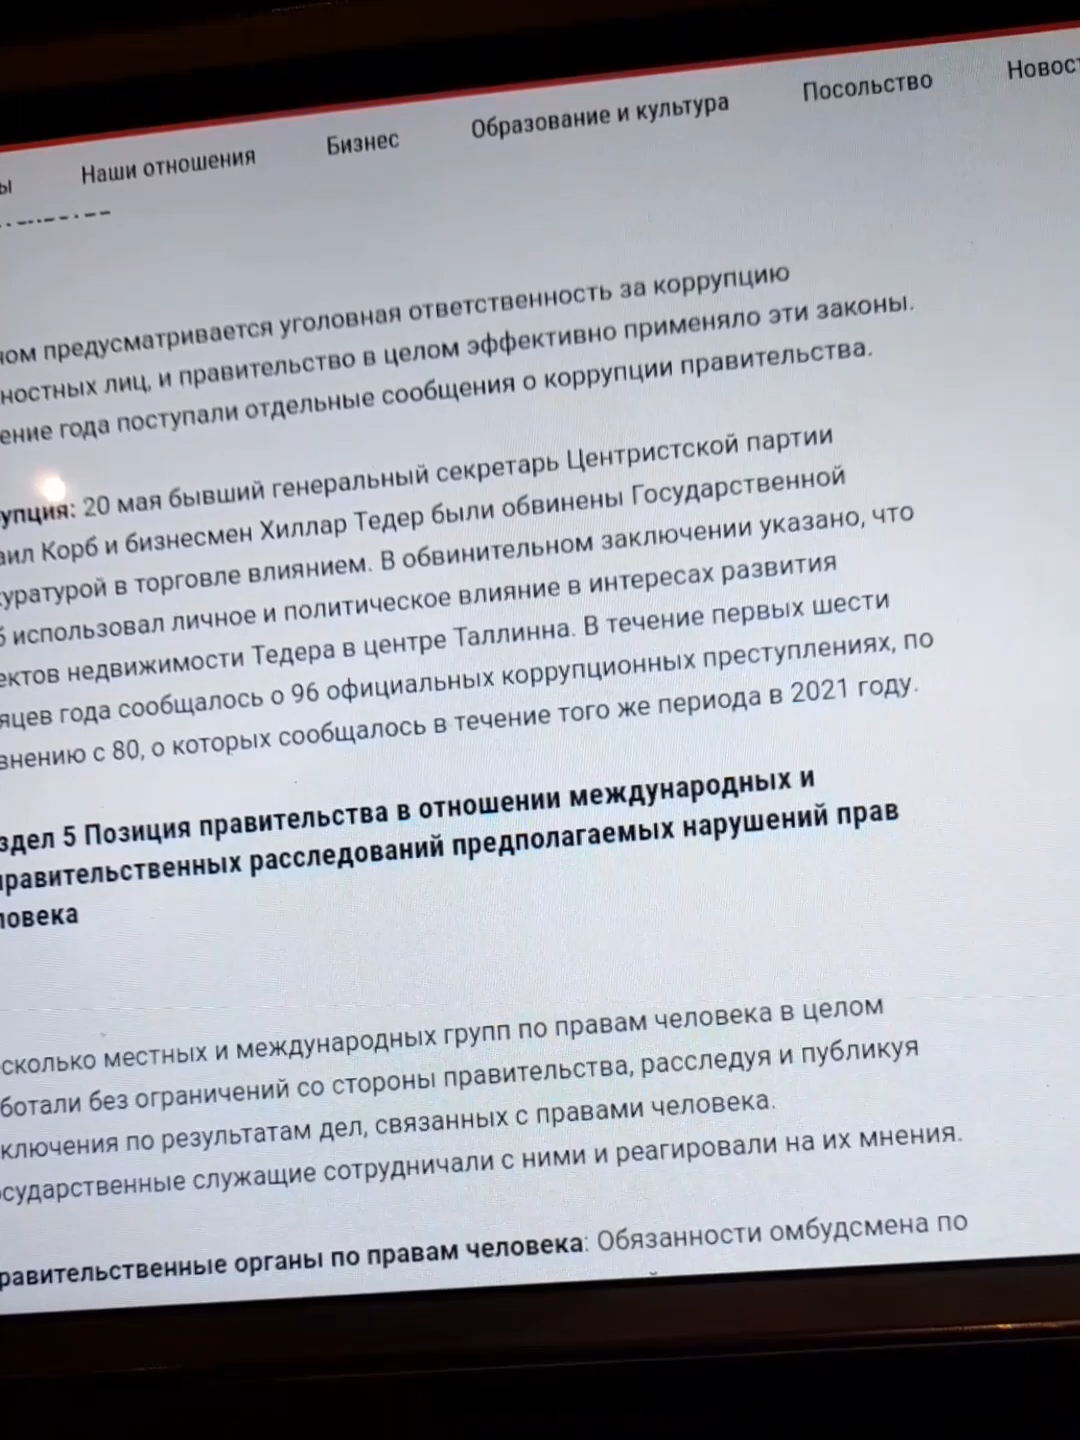 ы Наши отношения Бизнес Образование и культура Посольство Новост
ном предусматривается уголовная ответственность за коррупцию
ностных лиц, и правительство в целом эффективно применяло эти законы.
ение года поступали отдельные сообщения о коррупции правительства.
упция: 20 мая бывший генеральный секретарь Центристской партии
аил Корб и бизнесмен Хиллар Тедер были обвинены Государственной
куратурой в торговле влиянием. В обвинительном заключении указано, что
б использовал личное и политическое влияние в интересах развития
ектов недвижимости Тедера в центре Таллинна. В течение первых шести
яцев года сообщалось о 96 официальных коррупционных преступлениях, по
внению с 80, о которых сообщалось в течение того же периода в 2021 году.
здел 5 Позиция правительства в отношении международных и
правительственных расследований предполагаемых нарушений прав
ловека
сколько местных и международных групп по правам человека в целом
ботали без ограничений со стороны правительства, расследуя и публикуя
ключения по результатам дел, связанных с правами человека.
осударственные служащие сотрудничали с ними и реагировали на их мнения.
равительственные органы по правам человека: Обязанности омбудсмена по